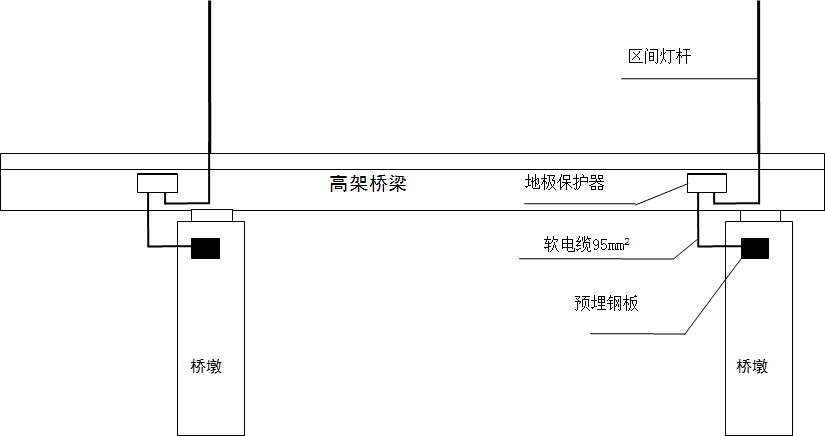 区间灯杆
高架桥梁
地极保护器
软电缆95mm²
预埋钢板
桥墩
桥墩